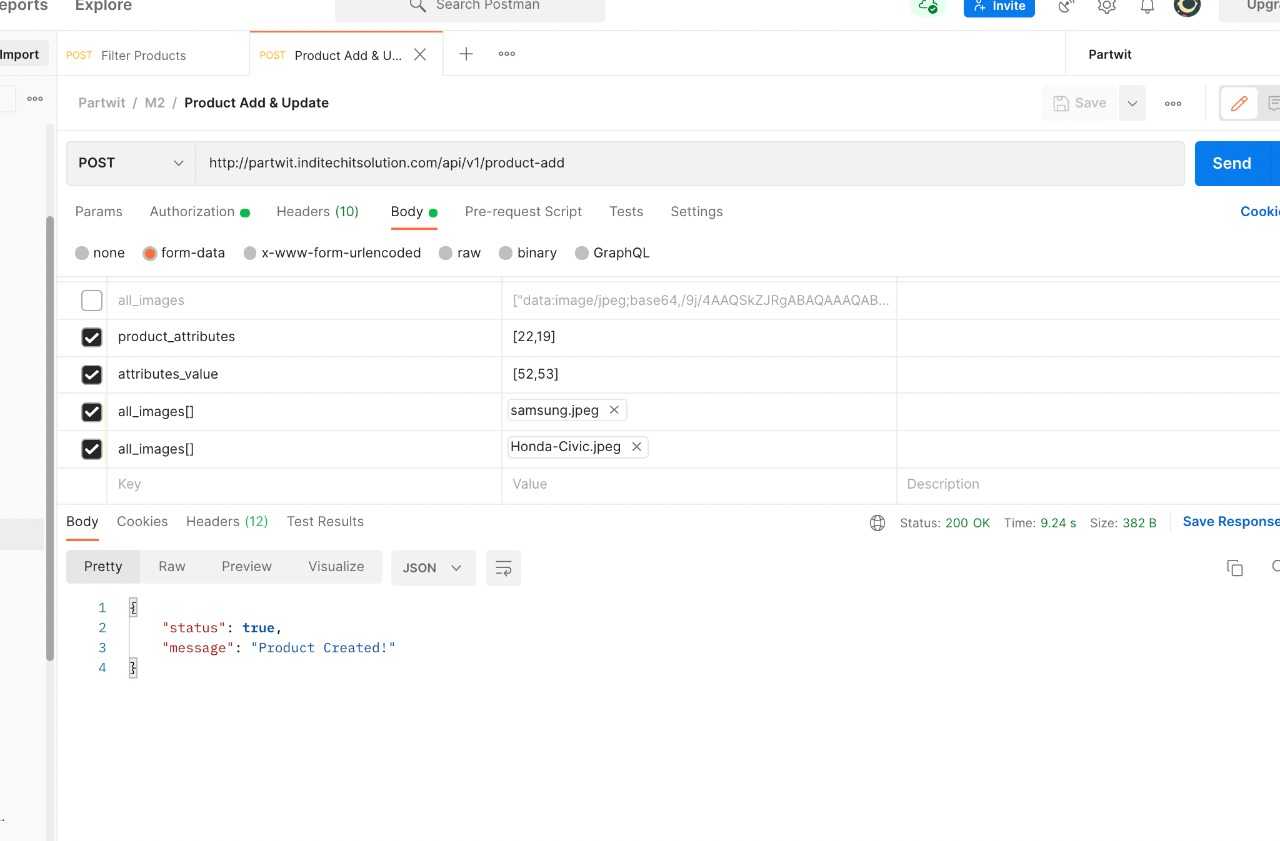 eports Explore Search Postman Invite Upgr
Import POST Filter Products POST Product Add & U... Partwit
Partwit / M2 / Product Add & Update Save
POST http://partwit.inditechitsolution.com/api/v1/product-add Send
Params Authorization Headers (10) Body Pre-request Script Tests Settings Cookie
none form-data x-www-form-urlencoded raw binary GraphQL
all_images ["data:image/jpeg;base64,/9j/4AAQSkZJRgABAQAAAQAB...
product_attributes [22,19]
attributes_value [52,53]
all_images[] samsung.jpeg
all_images[] Honda-Civic.jpeg
Key Value Description
Body Cookies Headers (12) Test Results Status: 200 OK Time: 9.24 s Size: 382 B Save Response
Pretty Raw Preview Visualize JSON
1 {
2 "status": true,
3 "message": "Product Created!"
4 }